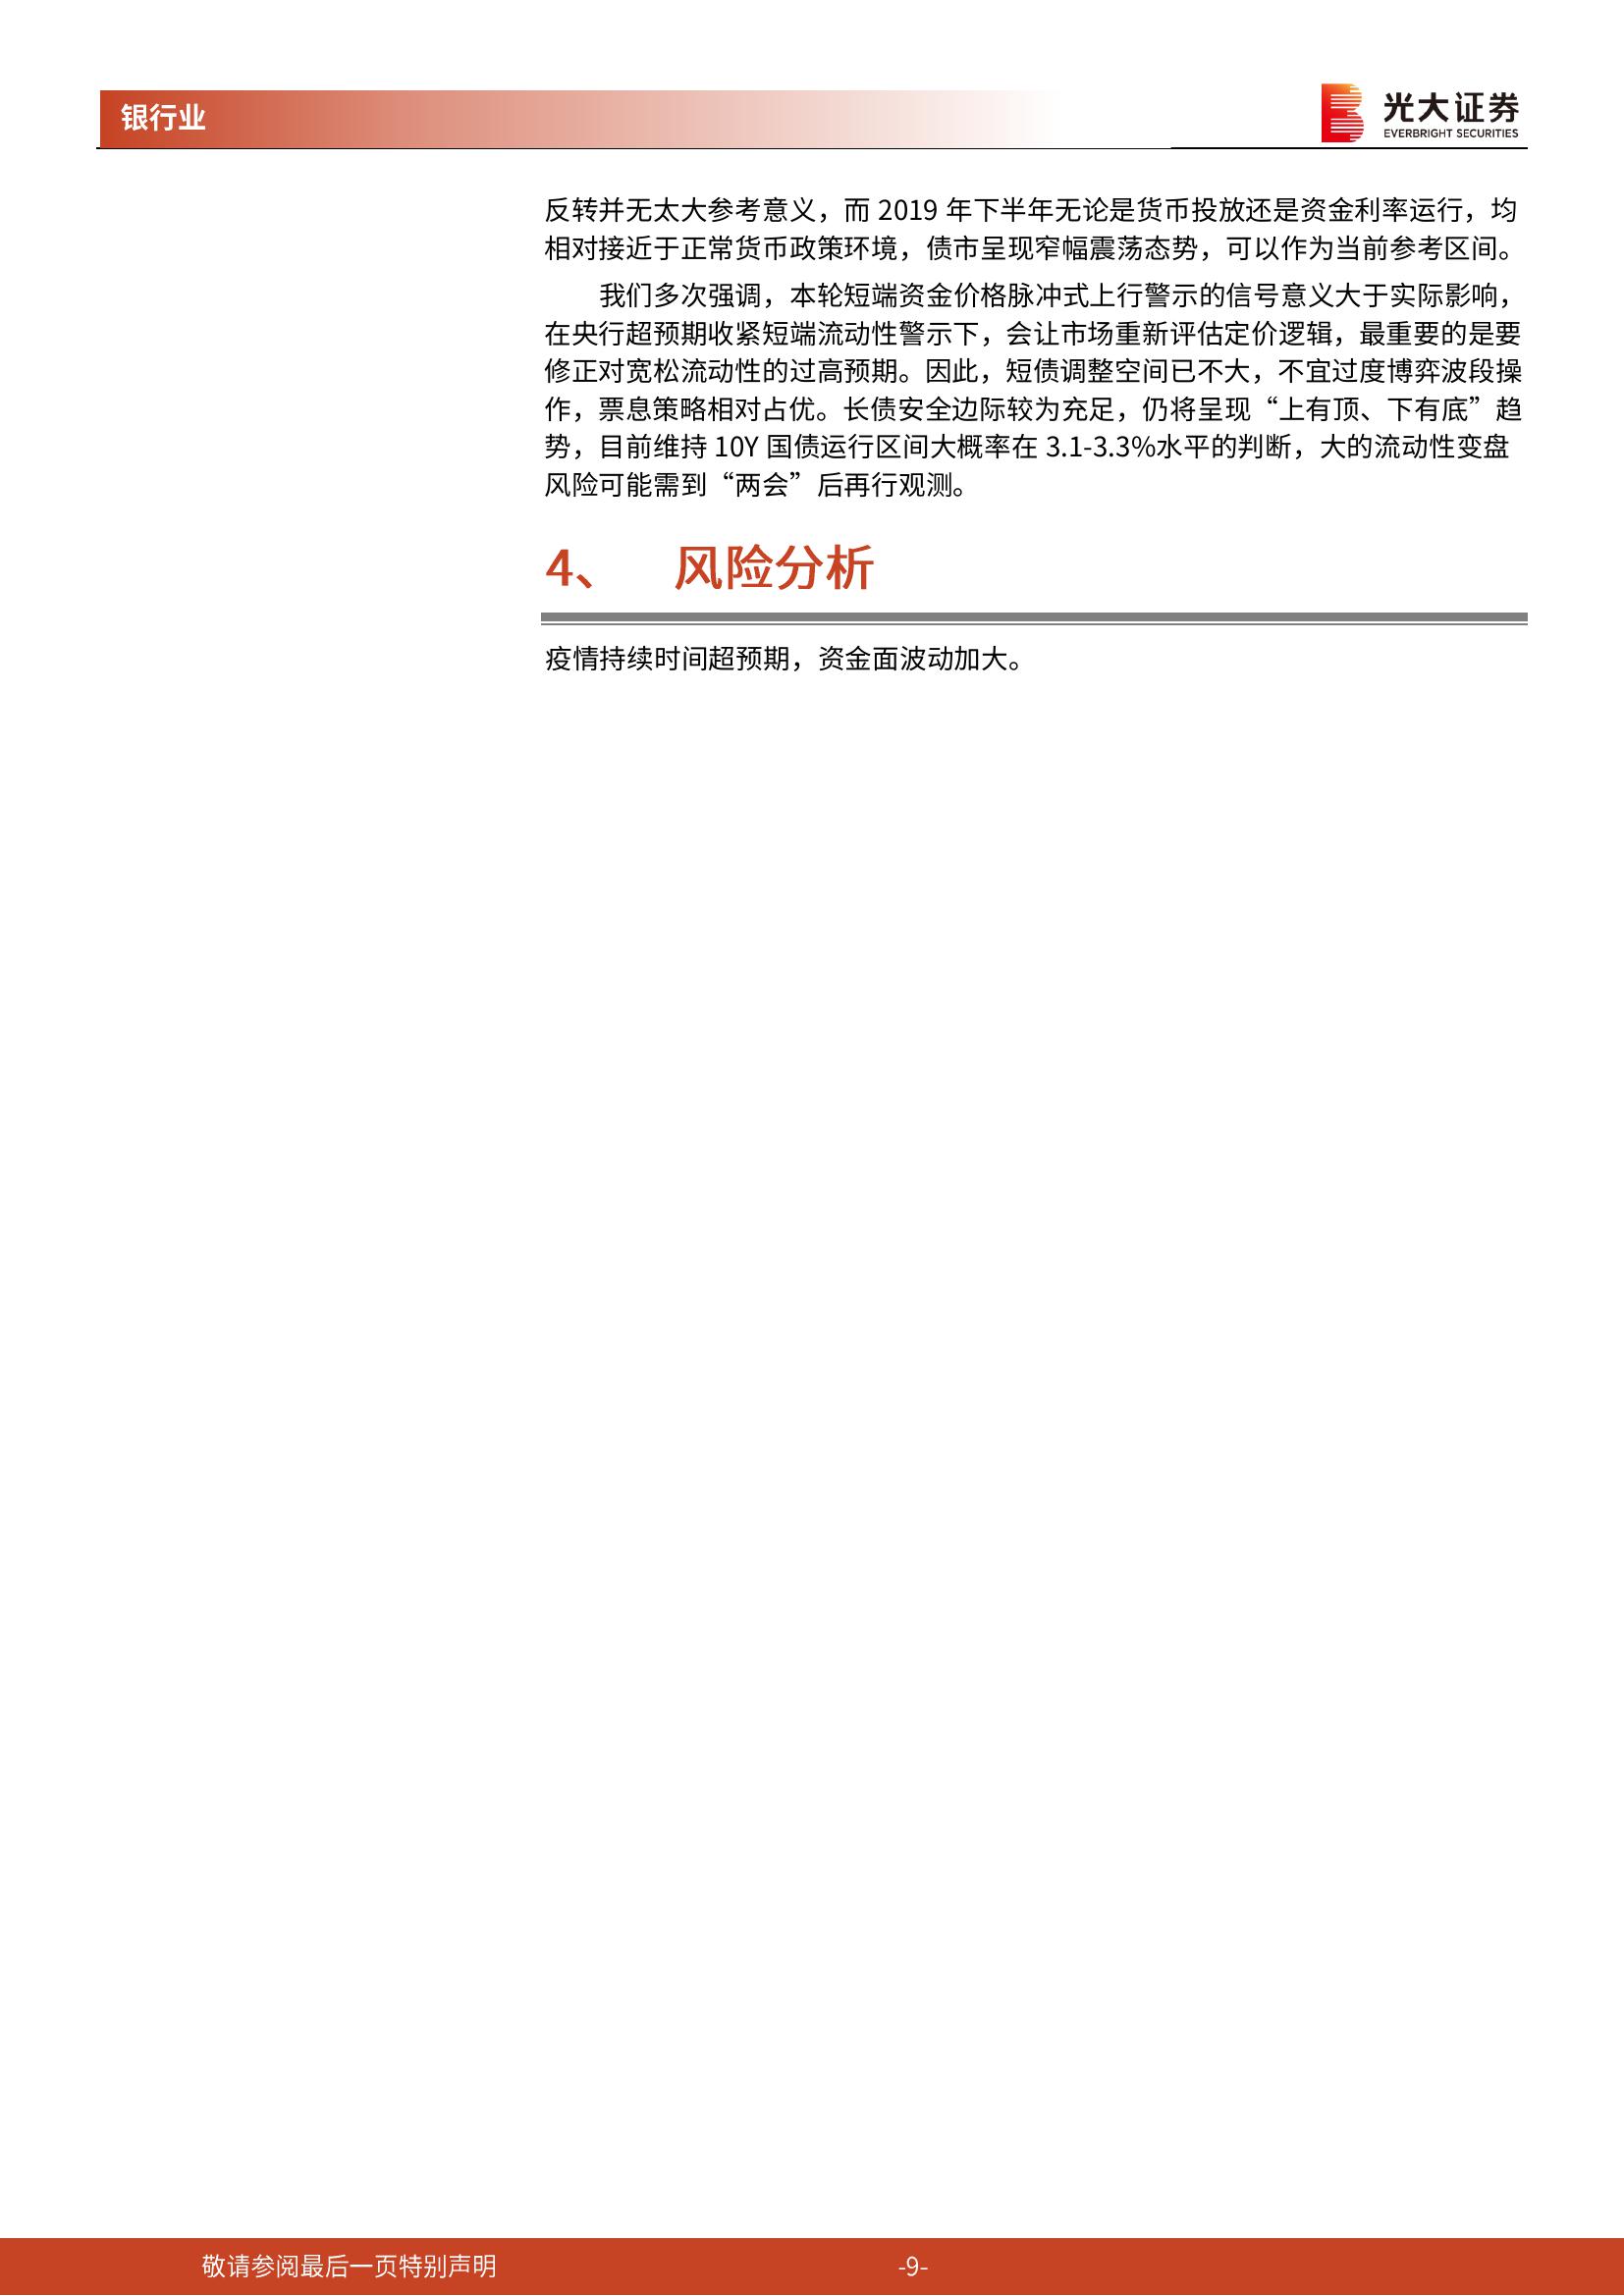 银行业
光大证券
EVERBRIGHT SECURITIES
反转并无太大参考意义，而 2019 年下半年无论是货币投放还是资金利率运行，均
相对接近于正常货币政策环境，债市呈现窄幅震荡态势，可以作为当前参考区间。
我们多次强调，本轮短端资金价格脉冲式上行警示的信号意义大于实际影响，
在央行超预期收紧短端流动性警示下，会让市场重新评估定价逻辑，最重要的是要
修正对宽松流动性的过高预期。因此，短债调整空间已不大，不宜过度博弈波段操
作，票息策略相对占优。长债安全边际较为充足，仍将呈现“上有顶、下有底”趋
势，目前维持 10Y 国债运行区间大概率在 3.1-3.3%水平的判断，大的流动性变盘
风险可能需到“两会”后再行观测。
4、 风险分析
疫情持续时间超预期，资金面波动加大。
敬请参阅最后一页特别声明
-9-